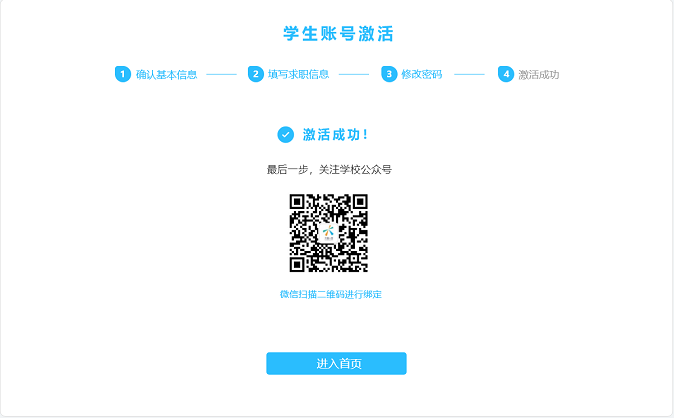 学生账号激活
1 确认基本信息 2 填写求职信息 3 修改密码 4 激活成功
激活成功！
最后一步，关注学校公众号
微信扫描二维码进行绑定
进入首页